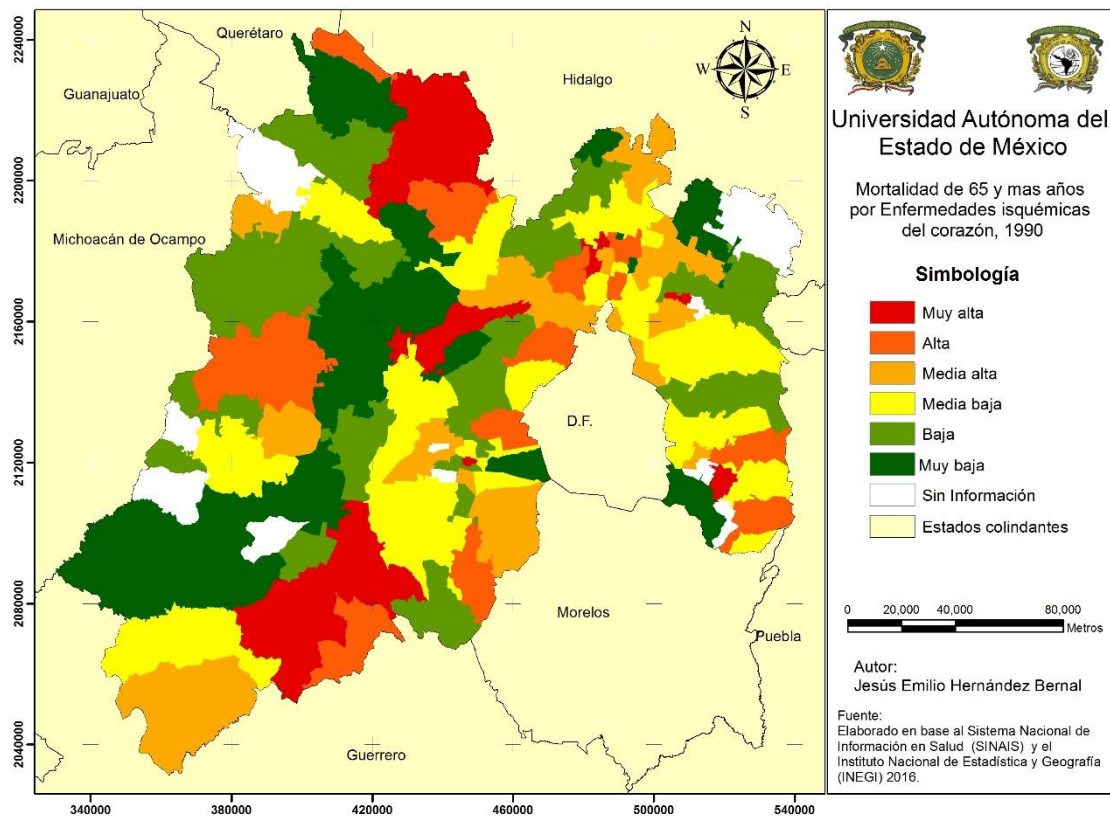 Querétaro
Guanajuato
Hidalgo
Michoacán de Ocampo
D.F.
Morelos
Puebla
Guerrero
N
W
E
S
2240000
2200000
2160000
2120000
2080000
2040000
340000
380000
420000
460000
500000
540000
Universidad Autónoma del
Estado de México
Mortalidad de 65 y mas años
por Enfermedades isquémicas
del corazón, 1990
Simbología
Muy alta
Alta
Media alta
Media baja
Baja
Muy baja
Sin Información
Estados colindantes
0
20,000
40,000
80,000
Metros
Autor:
Jesús Emilio Hernández Bernal
Fuente:
Elaborado en base al Sistema Nacional de
Información en Salud (SINAIS) y el
Instituto Nacional de Estadística y Geografía
(INEGI) 2016.